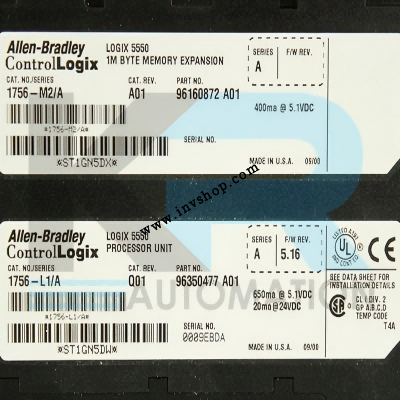 Allen-Bradley
ControlLogix
LOGIX 5550
1M BYTE MEMORY EXPANSION
SERIES
A
F/W REV.
CAT. NO./SERIES
1756-M2/A
CAT. REV.
A01
PART NO.
96160872 A01
400ma @ 5.1VDC
*1756-M2/A*
SERIAL NO.
*ST1GN5DX*
MADE IN U.S.A.
09/00
www.invshop.com
KR
AUTOMATION
Allen-Bradley
ControlLogix
LOGIX 5550
PROCESSOR UNIT
SERIES
A
F/W REV.
5.16
LISTED
UL
CE
CAT. NO./SERIES
1756-L1/A
CAT. REV.
Q01
PART NO.
96350477 A01
SEE DATA SHEET FOR
INSTALLATION DETAILS
650ma @ 5.1VDC
20ma @ 24VDC
CL I, DIV. 2
GP A,B,C,D
TEMP CODE
T4A
*1756-L1/A*
SERIAL NO.
0009EBDA
*ST1GN5DW*
MADE IN U.S.A.
09/00